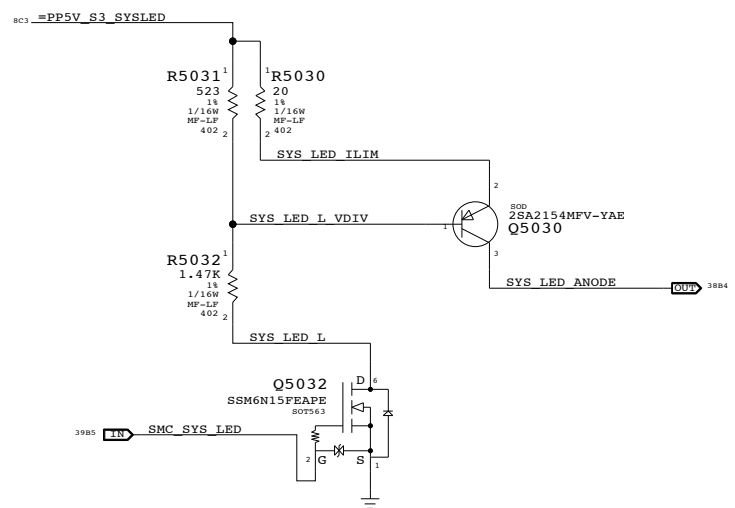 8C3 =PP5V_S3_SYSLED
R5031 1
523
1%
1/16W
MF-LF
402 2
1 R5030
20
1%
1/16W
MF-LF
2 402
SYS_LED_ILIM
2
SOD
2SA2154MFV-YAE
Q5030
SYS_LED_L_VDIV
1
3
R5032 1
1.47K
1%
1/16W
MF-LF
402 2
SYS_LED_ANODE
OUT 38B4
SYS_LED_L
Q5032
SSM6N15FEAPE
SOT563
D 6
39B5 IN SMC_SYS_LED
2 G S 1